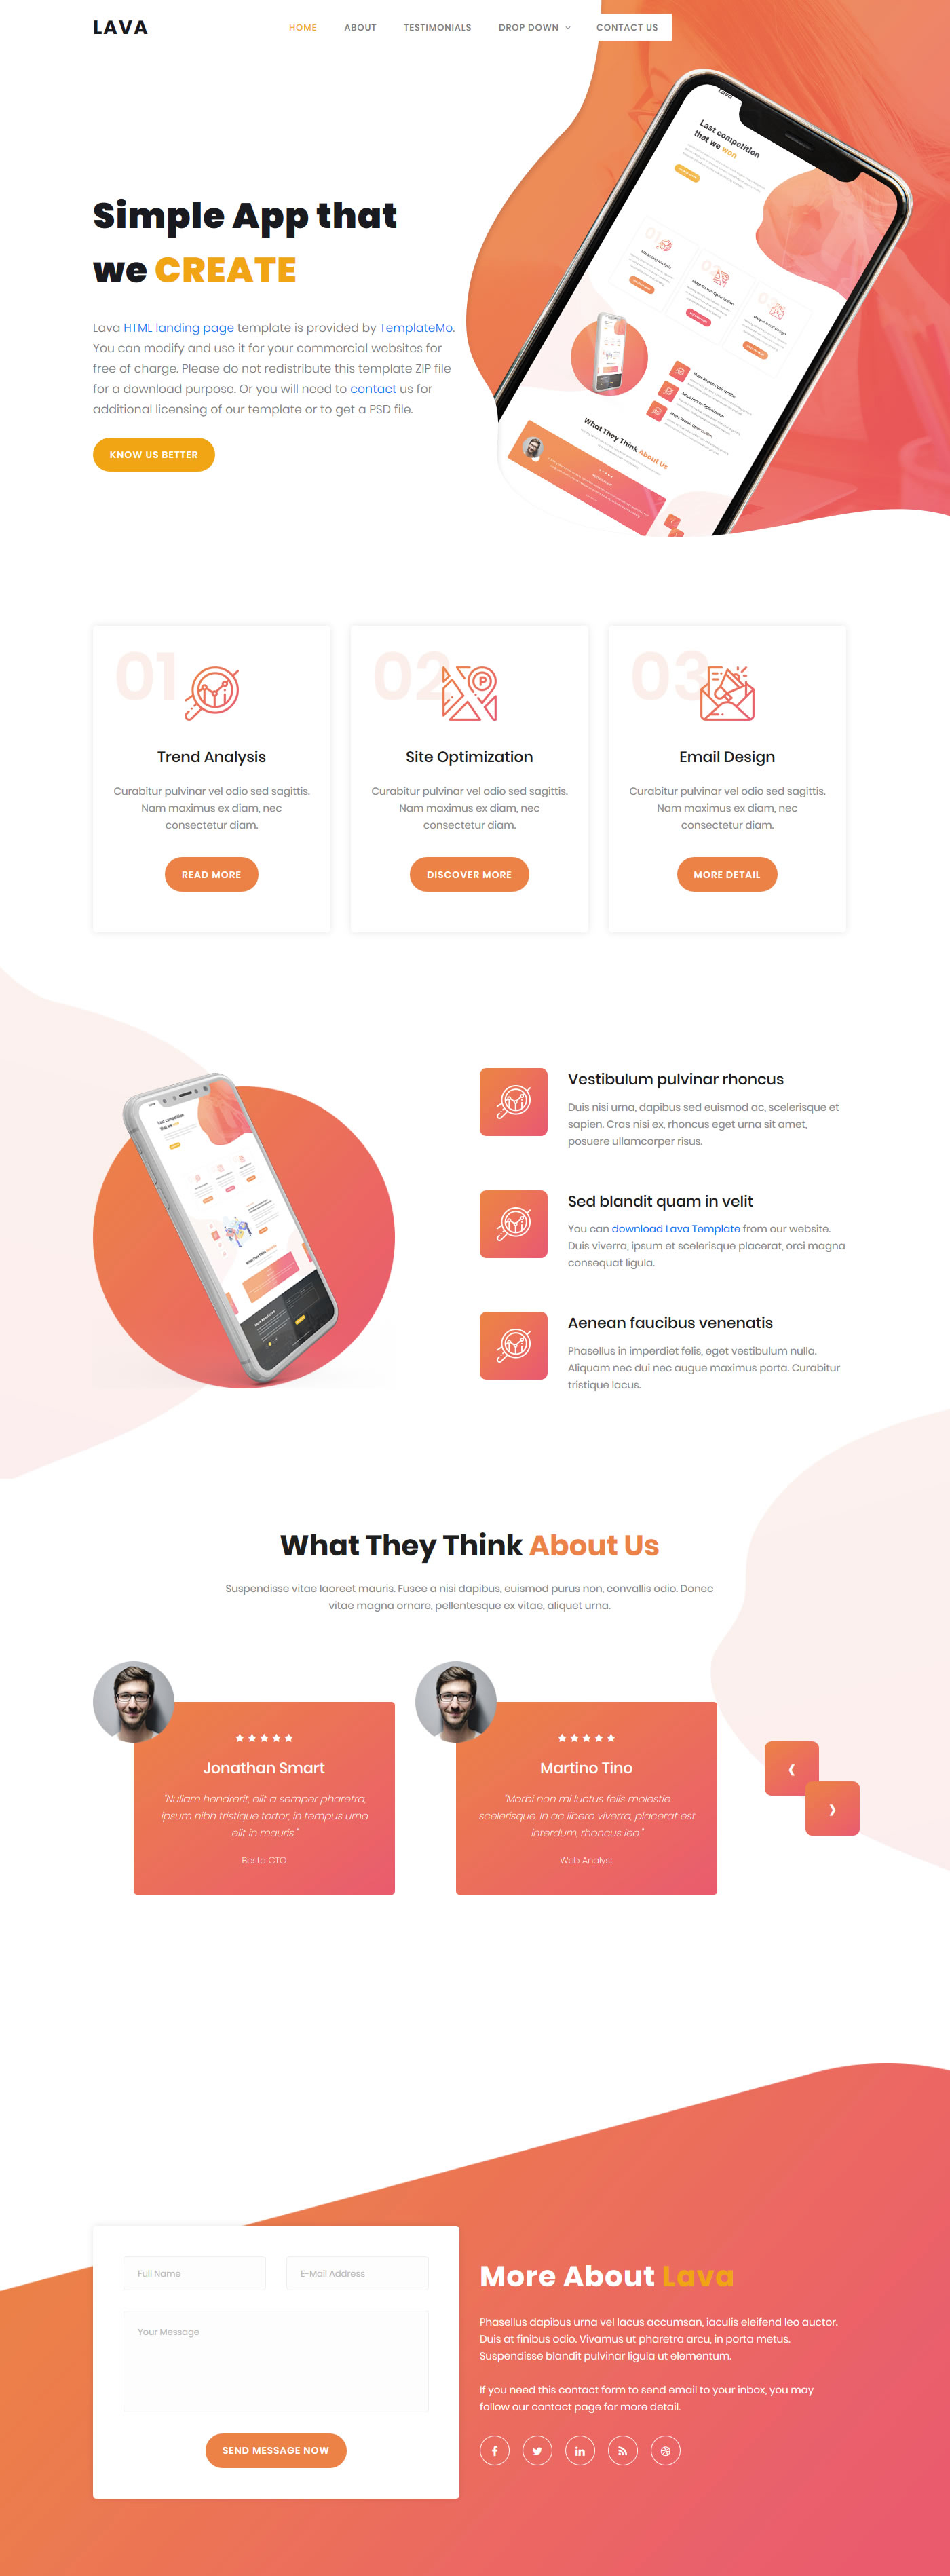 LAVA
HOME ABOUT TESTIMONIALS DROP DOWN CONTACT US
Lava
Last competition
that we won
Simple App that
we CREATE
Lava HTML landing page template is provided by TemplateMo.
You can modify and use it for your commercial websites for
free of charge. Please do not redistribute this template ZIP file
for a download purpose. Or you will need to contact us for
additional licensing of our template or to get a PSD file.
KNOW US BETTER
What They Think About Us
01
02
03
Trend Analysis
Curabitur pulvinar vel odio sed sagittis.
Nam maximus ex diam, nec
consectetur diam.
READ MORE
Site Optimization
Curabitur pulvinar vel odio sed sagittis.
Nam maximus ex diam, nec
consectetur diam.
DISCOVER MORE
Email Design
Curabitur pulvinar vel odio sed sagittis.
Nam maximus ex diam, nec
consectetur diam.
MORE DETAIL
Last competition
that we won
Vestibulum pulvinar rhoncus
Duis nisi urna, dapibus sed euismod ac, scelerisque et
sapien. Cras nisi ex, rhoncus eget urna sit amet,
posuere ullamcorper risus.
Sed blandit quam in velit
You can download Lava Template from our website.
Duis viverra, ipsum et scelerisque placerat, orci magna
consequat ligula.
Aenean faucibus venenatis
Phasellus in imperdiet felis, eget vestibulum nulla.
Aliquam nec dui nec augue maximus porta. Curabitur
tristique lacus.
What They Think About Us
Suspendisse vitae laoreet mauris. Fusce a nisi dapibus, euismod purus non, convallis odio. Donec
vitae magna ornare, pellentesque ex vitae, aliquet urna.
Jonathan Smart
"Nullam hendrerit, elit a semper pharetra,
ipsum nibh tristique tortor, in tempus urna
elit in mauris."
Besta CTO
Martino Tino
"Morbi non mi luctus felis molestie
scelerisque. In ac libero viverra, placerat est
interdum, rhoncus leo."
Web Analyst
Full Name
E-Mail Address
Your Message
SEND MESSAGE NOW
More About Lava
Phasellus dapibus urna vel lacus accumsan, iaculis eleifend leo auctor.
Duis at finibus odio. Vivamus ut pharetra arcu, in porta metus.
Suspendisse blandit pulvinar ligula ut elementum.
If you need this contact form to send email to your inbox, you may
follow our contact page for more detail.